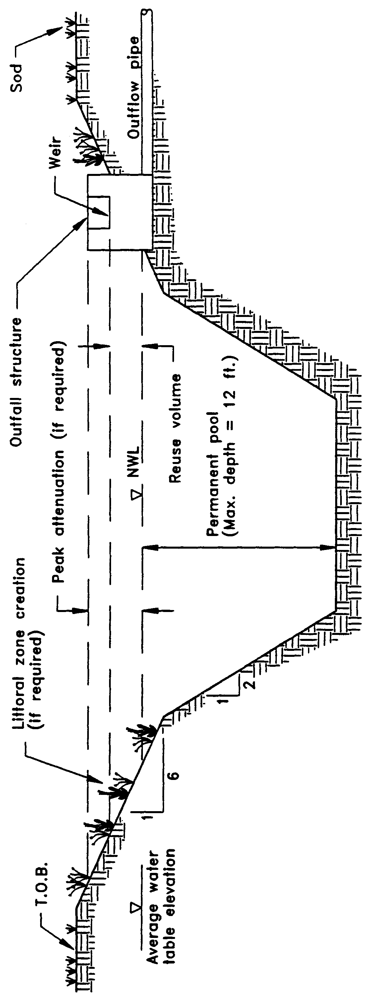 T.O.B.
Littoral zone creation
(if required)
Peak attenuation (if required)
Outfall structure
Weir
Sod
Average water
table elevation
1
6
1
2
NWL
Reuse volume
Permanent pool
(Max. depth = 12 ft.)
Outflow pipe